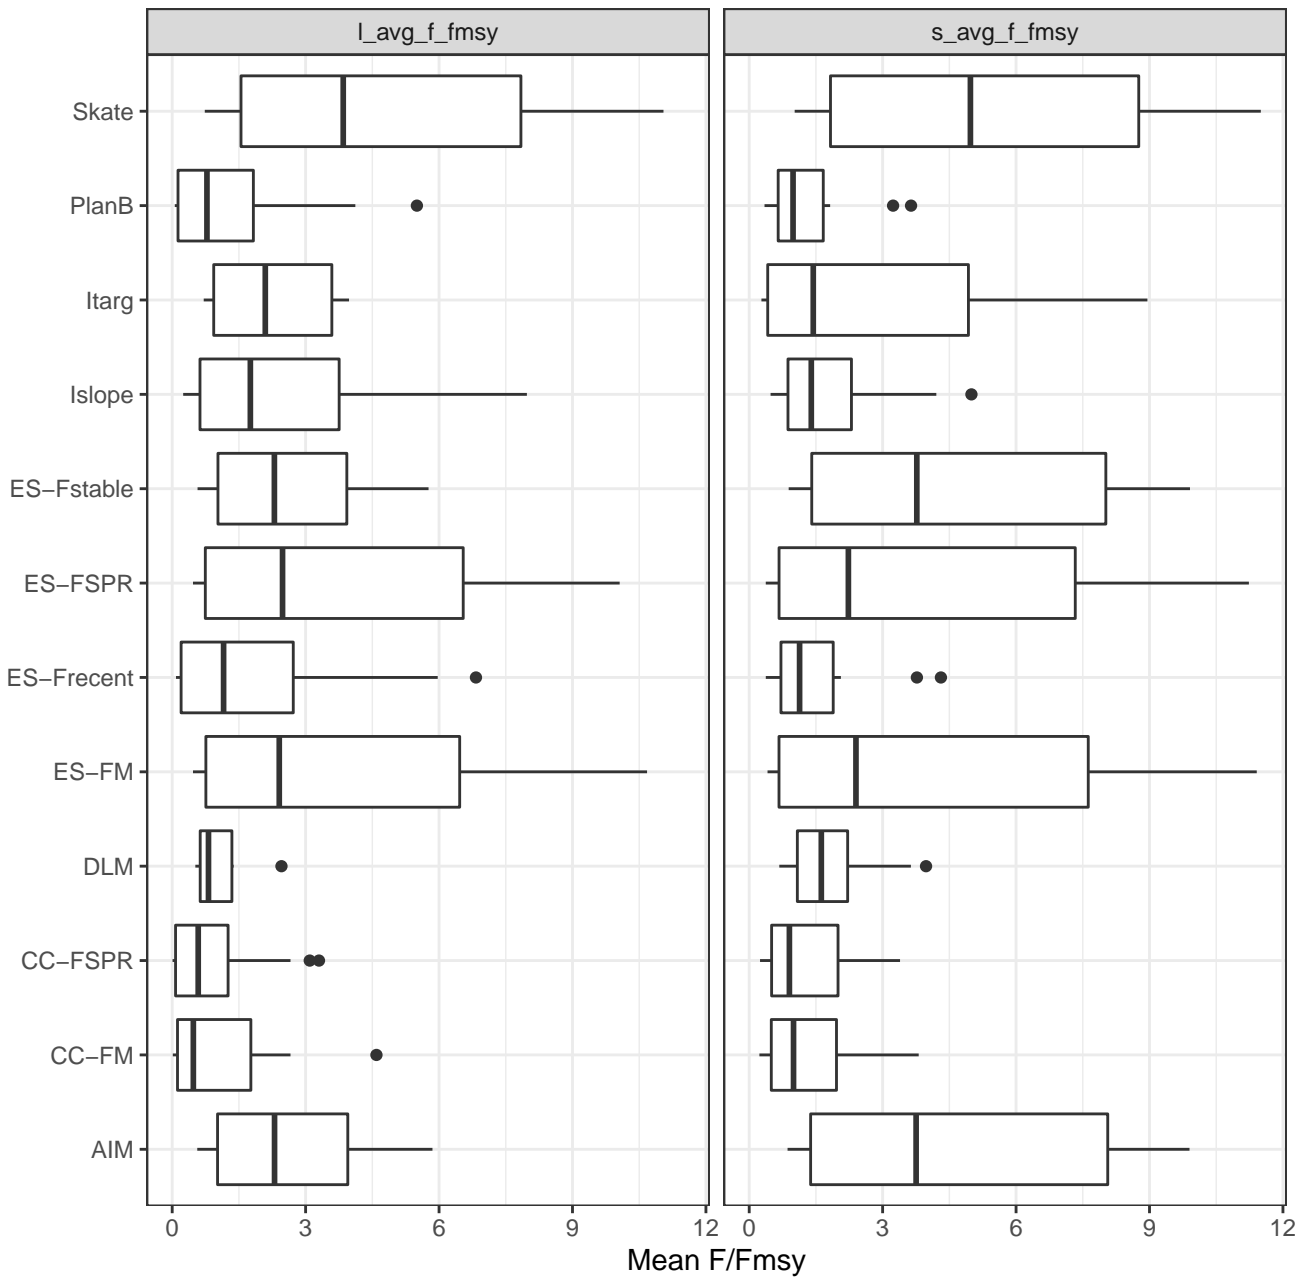 l_avg_f_fmsy
s_avg_f_fmsy
Skate
PlanB
Itarg
Islope
ES−Fstable
ES−FSPR
ES−Frecent
ES−FM
DLM
CC−FSPR
CC−FM
AIM
0 3 6 9 12
0 3 6 9 12
Mean F/Fmsy